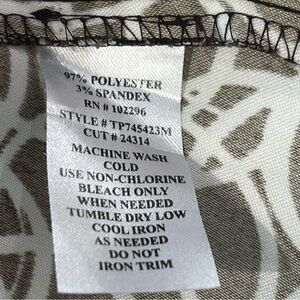 97% POLYESTER
3% SPANDEX
RN # 102296
STYLE # TP745423M
CUT # 24314
MACHINE WASH
COLD
USE NON-CHLORINE
BLEACH ONLY
WHEN NEEDED
TUMBLE DRY LOW
COOL IRON
AS NEEDED
DO NOT
IRON TRIM